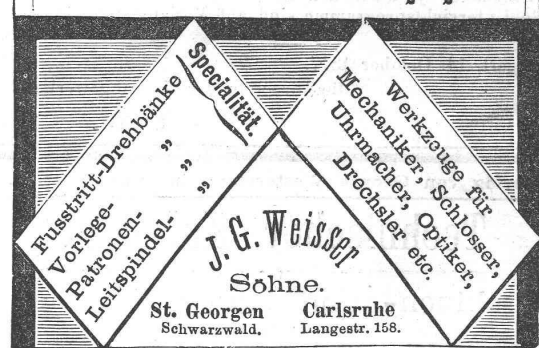 Specialität.
Fusstritt-Drehbänke
Vorlege- „
Patronen- „
Leitspindel- „
Werkzeuge für
Mechaniker, Schlosser,
Uhrmacher, Optiker,
Drechsler etc.
J. G. Weisser
Söhne.
St. Georgen
Schwarzwald.
Carlsruhe
Langestr. 158.